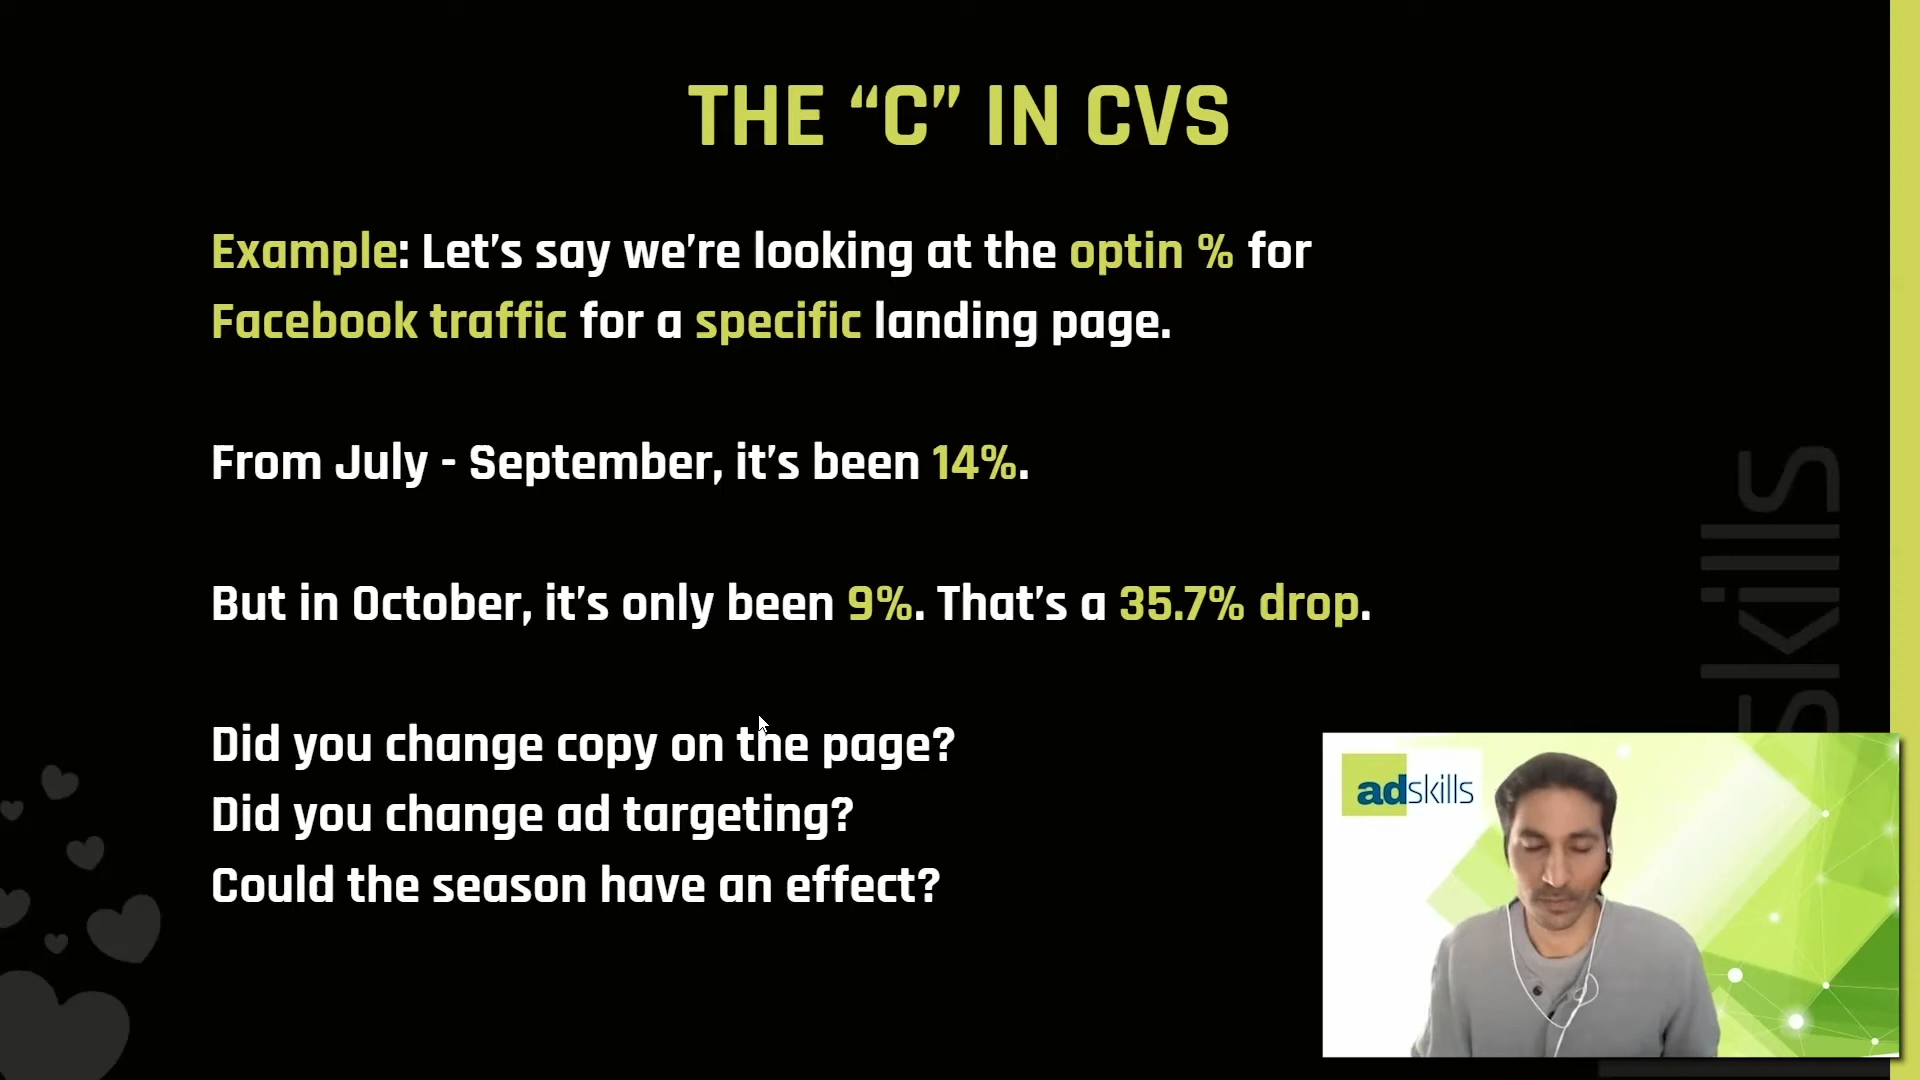 THE “C” IN CVS
Example: Let’s say we’re looking at the optin % for
Facebook traffic for a specific landing page.
From July - September, it’s been 14%.
But in October, it’s only been 9%. That’s a 35.7% drop.
Did you change copy on the page?
Did you change ad targeting?
Could the season have an effect?
skills
adskills